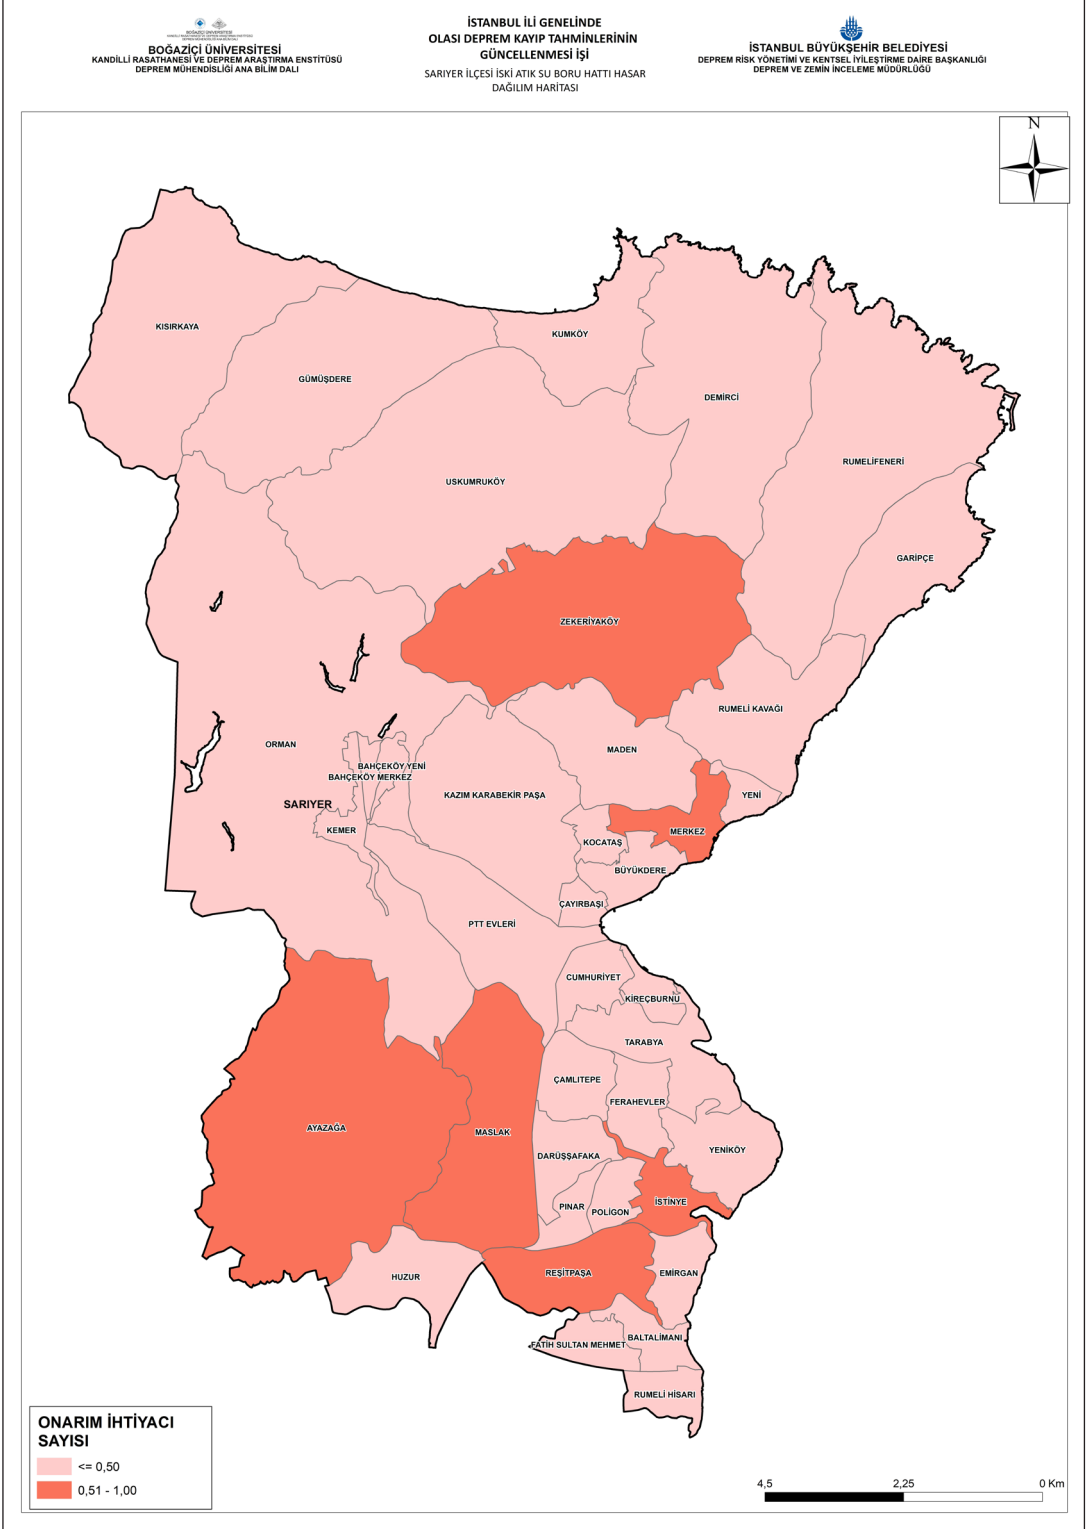 BOĞAZİÇİ ÜNİVERSİTESİ
KANDİLLİ RASATHANESİ VE DEPREM ARAŞTIRMA ENSTİTÜSÜ
DEPREM MÜHENDİSLİĞİ ANA BİLİM DALI
İSTANBUL İLİ GENELİNDE
OLASI DEPREM KAYIP TAHMİNLERİNİN
GÜNCELLENMESİ İŞİ
SARIYER İLÇESİ İSKİ ATIK SU BORU HATTI HASAR
DAĞILIM HARİTASI
İSTANBUL BÜYÜKŞEHİR BELEDİYESİ
DEPREM RİSK YÖNETİMİ VE KENTSEL İYİLEŞTİRME DAİRE BAŞKANLIĞI
DEPREM VE ZEMİN İNCELEME MÜDÜRLÜĞÜ
N
KISIRKAYA
KUMKÖY
GÜMÜŞDERE
DEMİRCİ
RUMELİFENERİ
USKUMRUKÖY
GARİPÇE
ZEKERİYAKÖY
RUMELİ KAVAĞI
ORMAN
MADEN
BAHÇEKÖY YENİ
BAHÇEKÖY MERKEZ
KAZIM KARABEKİR PAŞA
YENİ
SARIYER
KEMER
MERKEZ
KOCATAŞ
BÜYÜKDERE
ÇAYIRBAŞI
PTT EVLERİ
CUMHURİYET
KİREÇBURNU
TARABYA
ÇAMLITEPE
FERAHEVLER
AYAZAĞA
MASLAK
DARÜŞŞAFAKA
YENİKÖY
İSTİNYE
PINAR
POLİGON
REŞİTPAŞA
EMİRGAN
HUZUR
BALTALİMANI
FATİH SULTAN MEHMET
RUMELİ HİSARI
ONARIM İHTİYACI
SAYISI
<= 0,50
0,51 - 1,00
4,5 2,25 0 Km